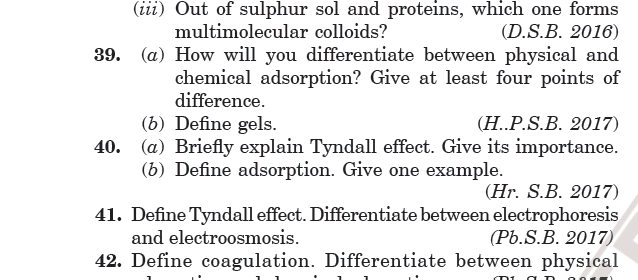 (iii) Out of sulphur sol and proteins, which one forms
multimolecular colloids? (D.S.B. 2016)
39. (a) How will you differentiate between physical and
chemical adsorption? Give at least four points of
difference.
(b) Define gels. (H..P.S.B. 2017)
40. (a) Briefly explain Tyndall effect. Give its importance.
(b) Define adsorption. Give one example.
(Hr. S.B. 2017)
41. Define Tyndall effect. Differentiate between electrophoresis
and electroosmosis. (Pb.S.B. 2017)
42. Define coagulation. Differentiate between physical